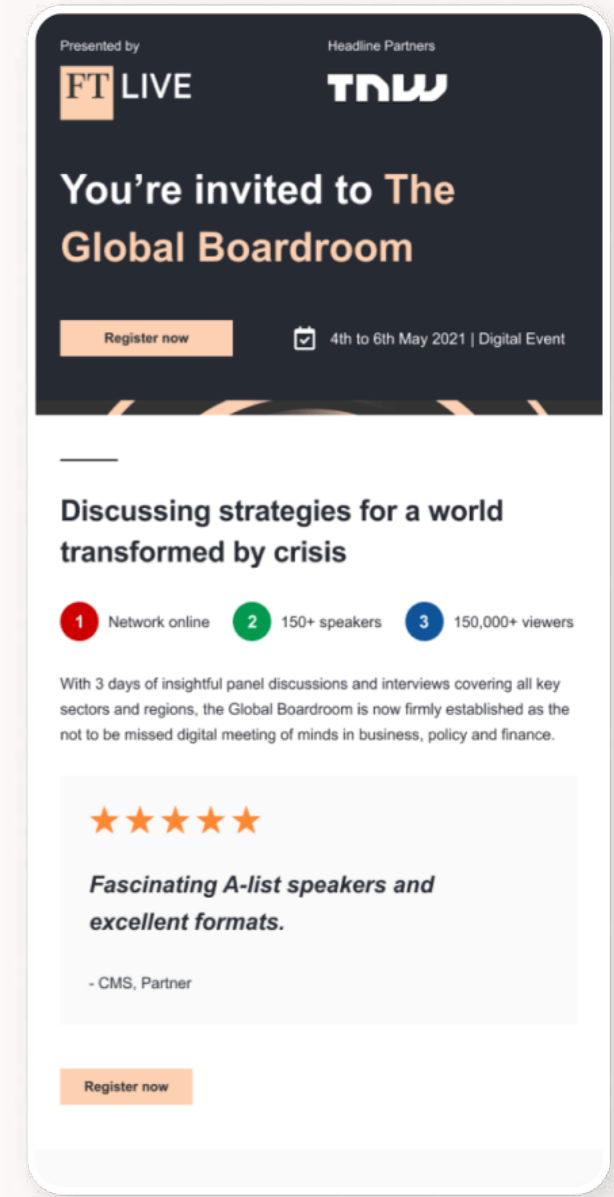 Presented by
Headline Partners
FT LIVE
TNW
You're invited to The
Global Boardroom
Register now
4th to 6th May 2021 | Digital Event
Discussing strategies for a world
transformed by crisis
1 Network online
2 150+ speakers
3 150,000+ viewers
With 3 days of insightful panel discussions and interviews covering all key
sectors and regions, the Global Boardroom is now firmly established as the
not to be missed digital meeting of minds in business, policy and finance.
Fascinating A-list speakers and
excellent formats.
- CMS, Partner
Register now